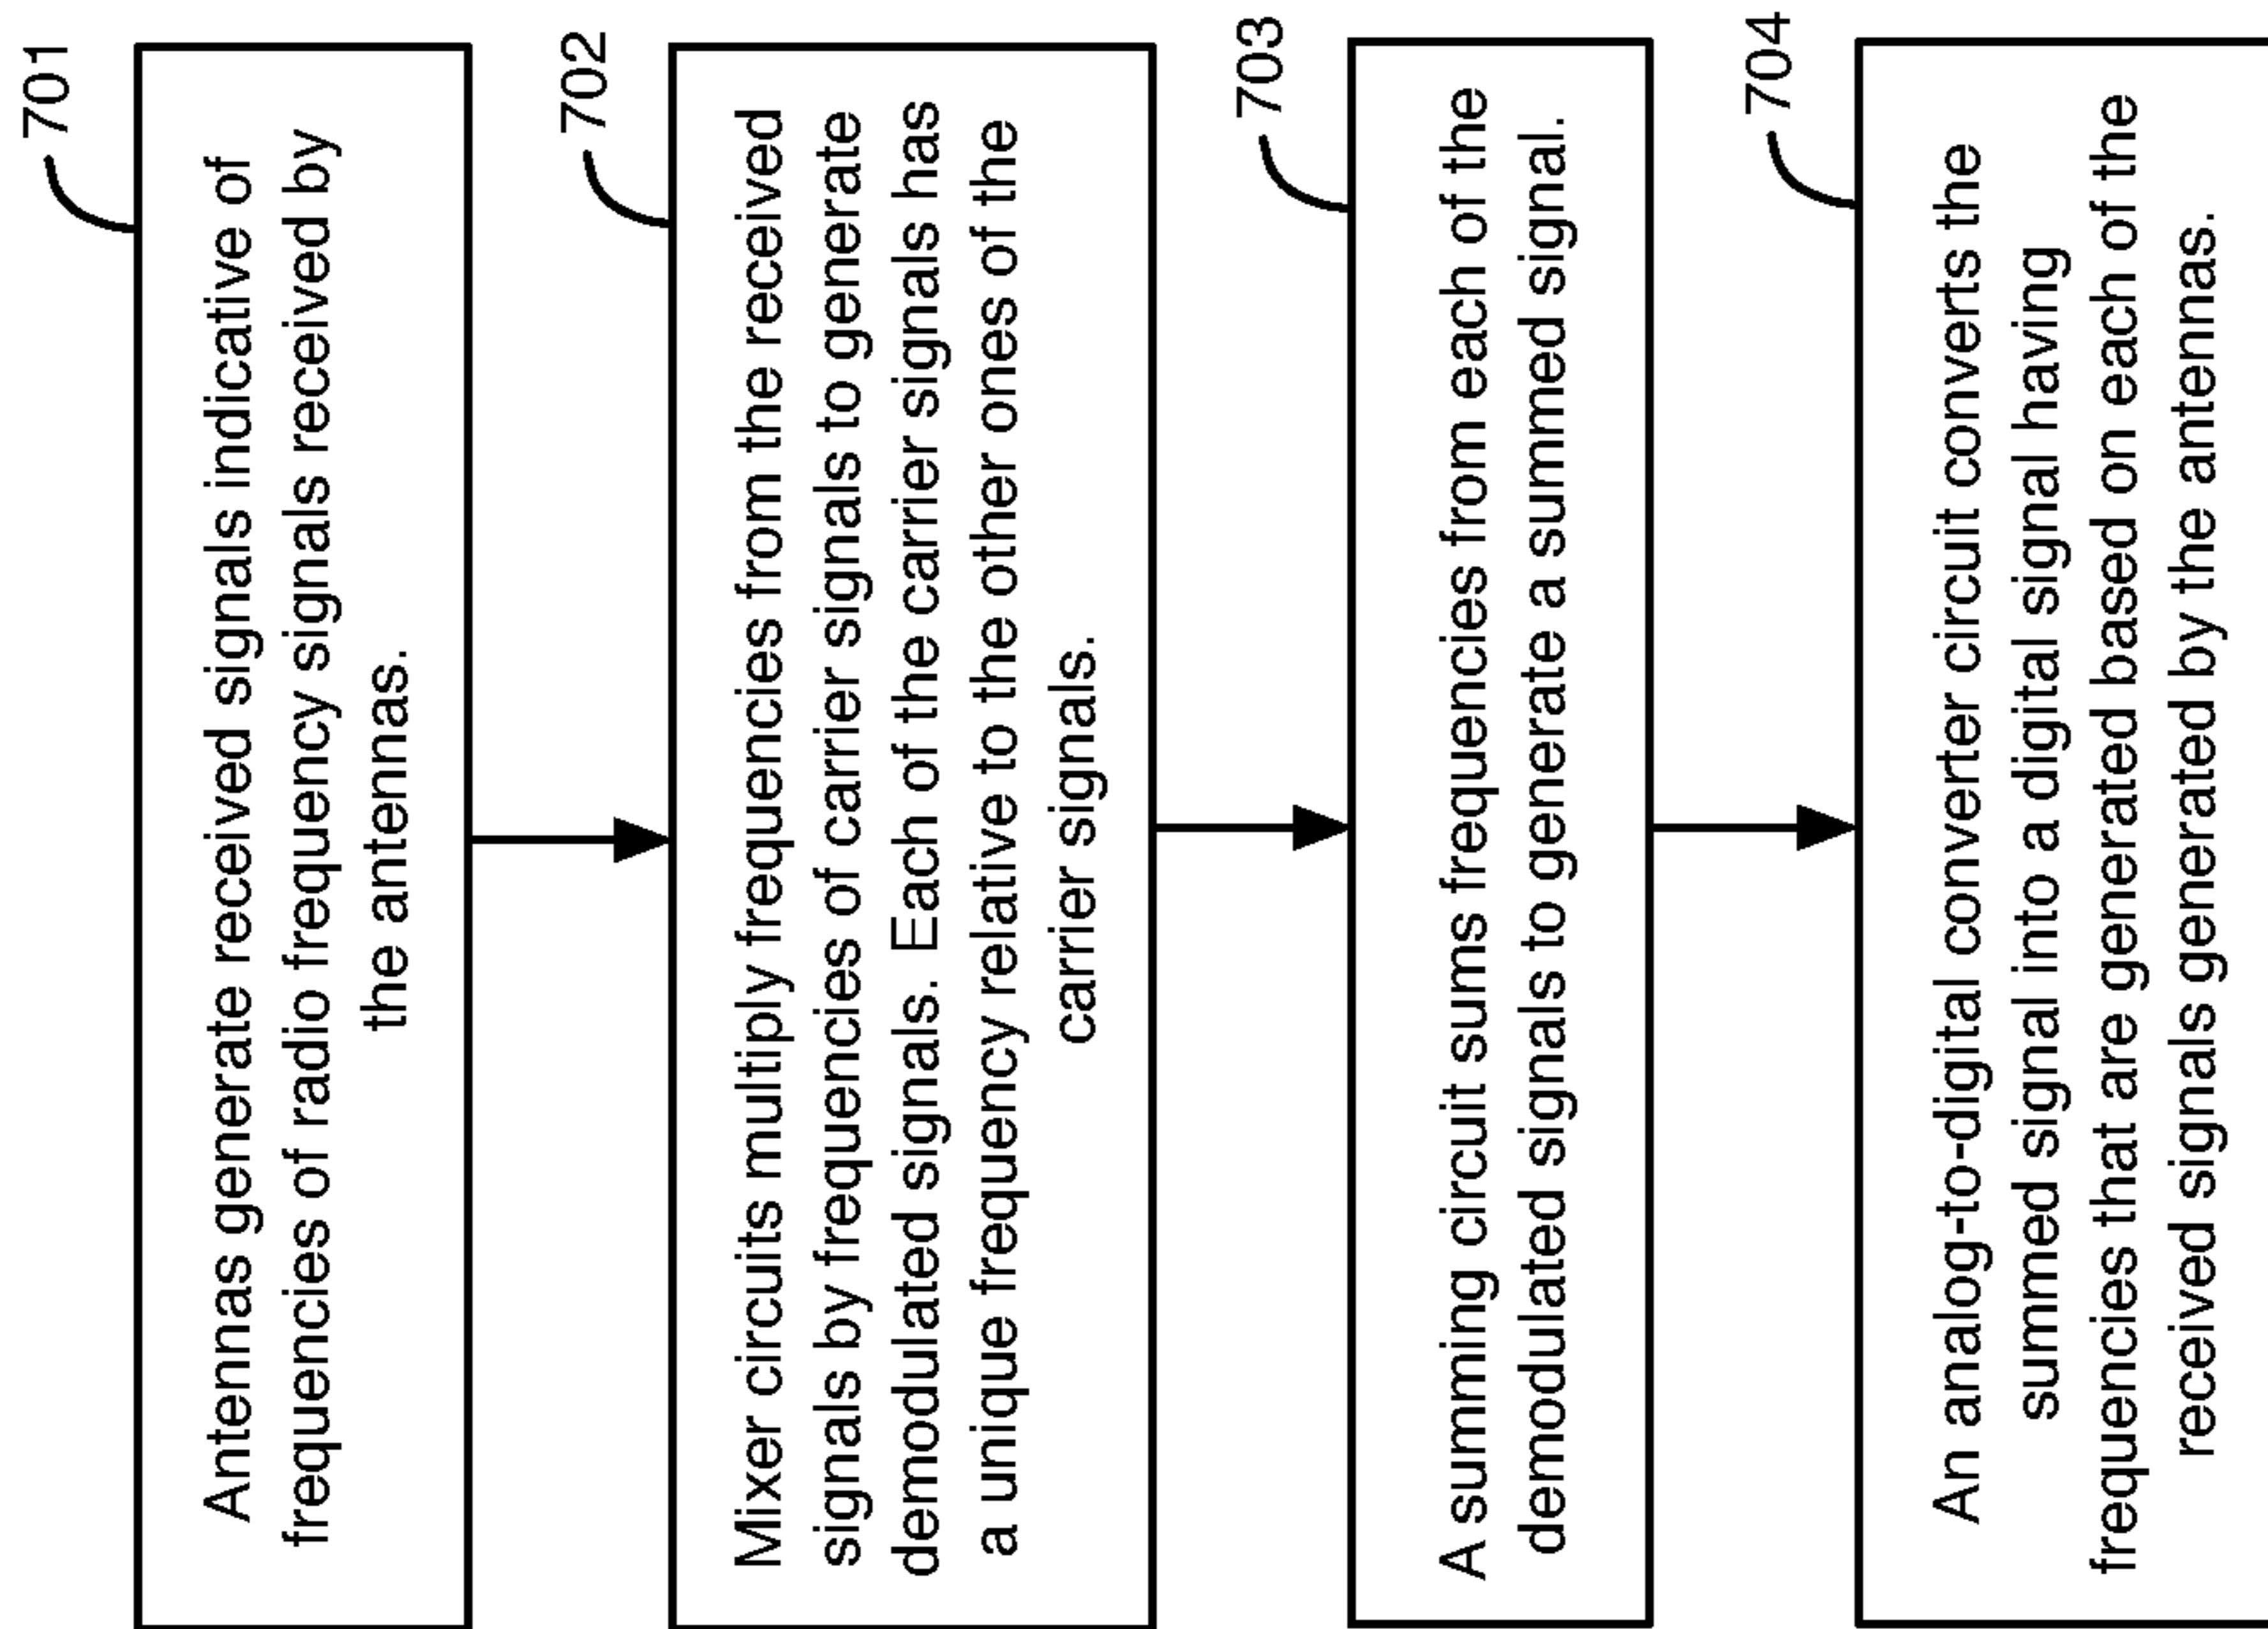 701
Antennas generate received signals indicative of
frequencies of radio frequency signals received by
the antennas.
702
Mixer circuits multiply frequencies from the received
signals by frequencies of carrier signals to generate
demodulated signals. Each of the carrier signals has
a unique frequency relative to the other ones of the
carrier signals.
703
A summing circuit sums frequencies from each of the
demodulated signals to generate a summed signal.
704
An analog-to-digital converter circuit converts the
summed signal into a digital signal having
frequencies that are generated based on each of the
received signals generated by the antennas.